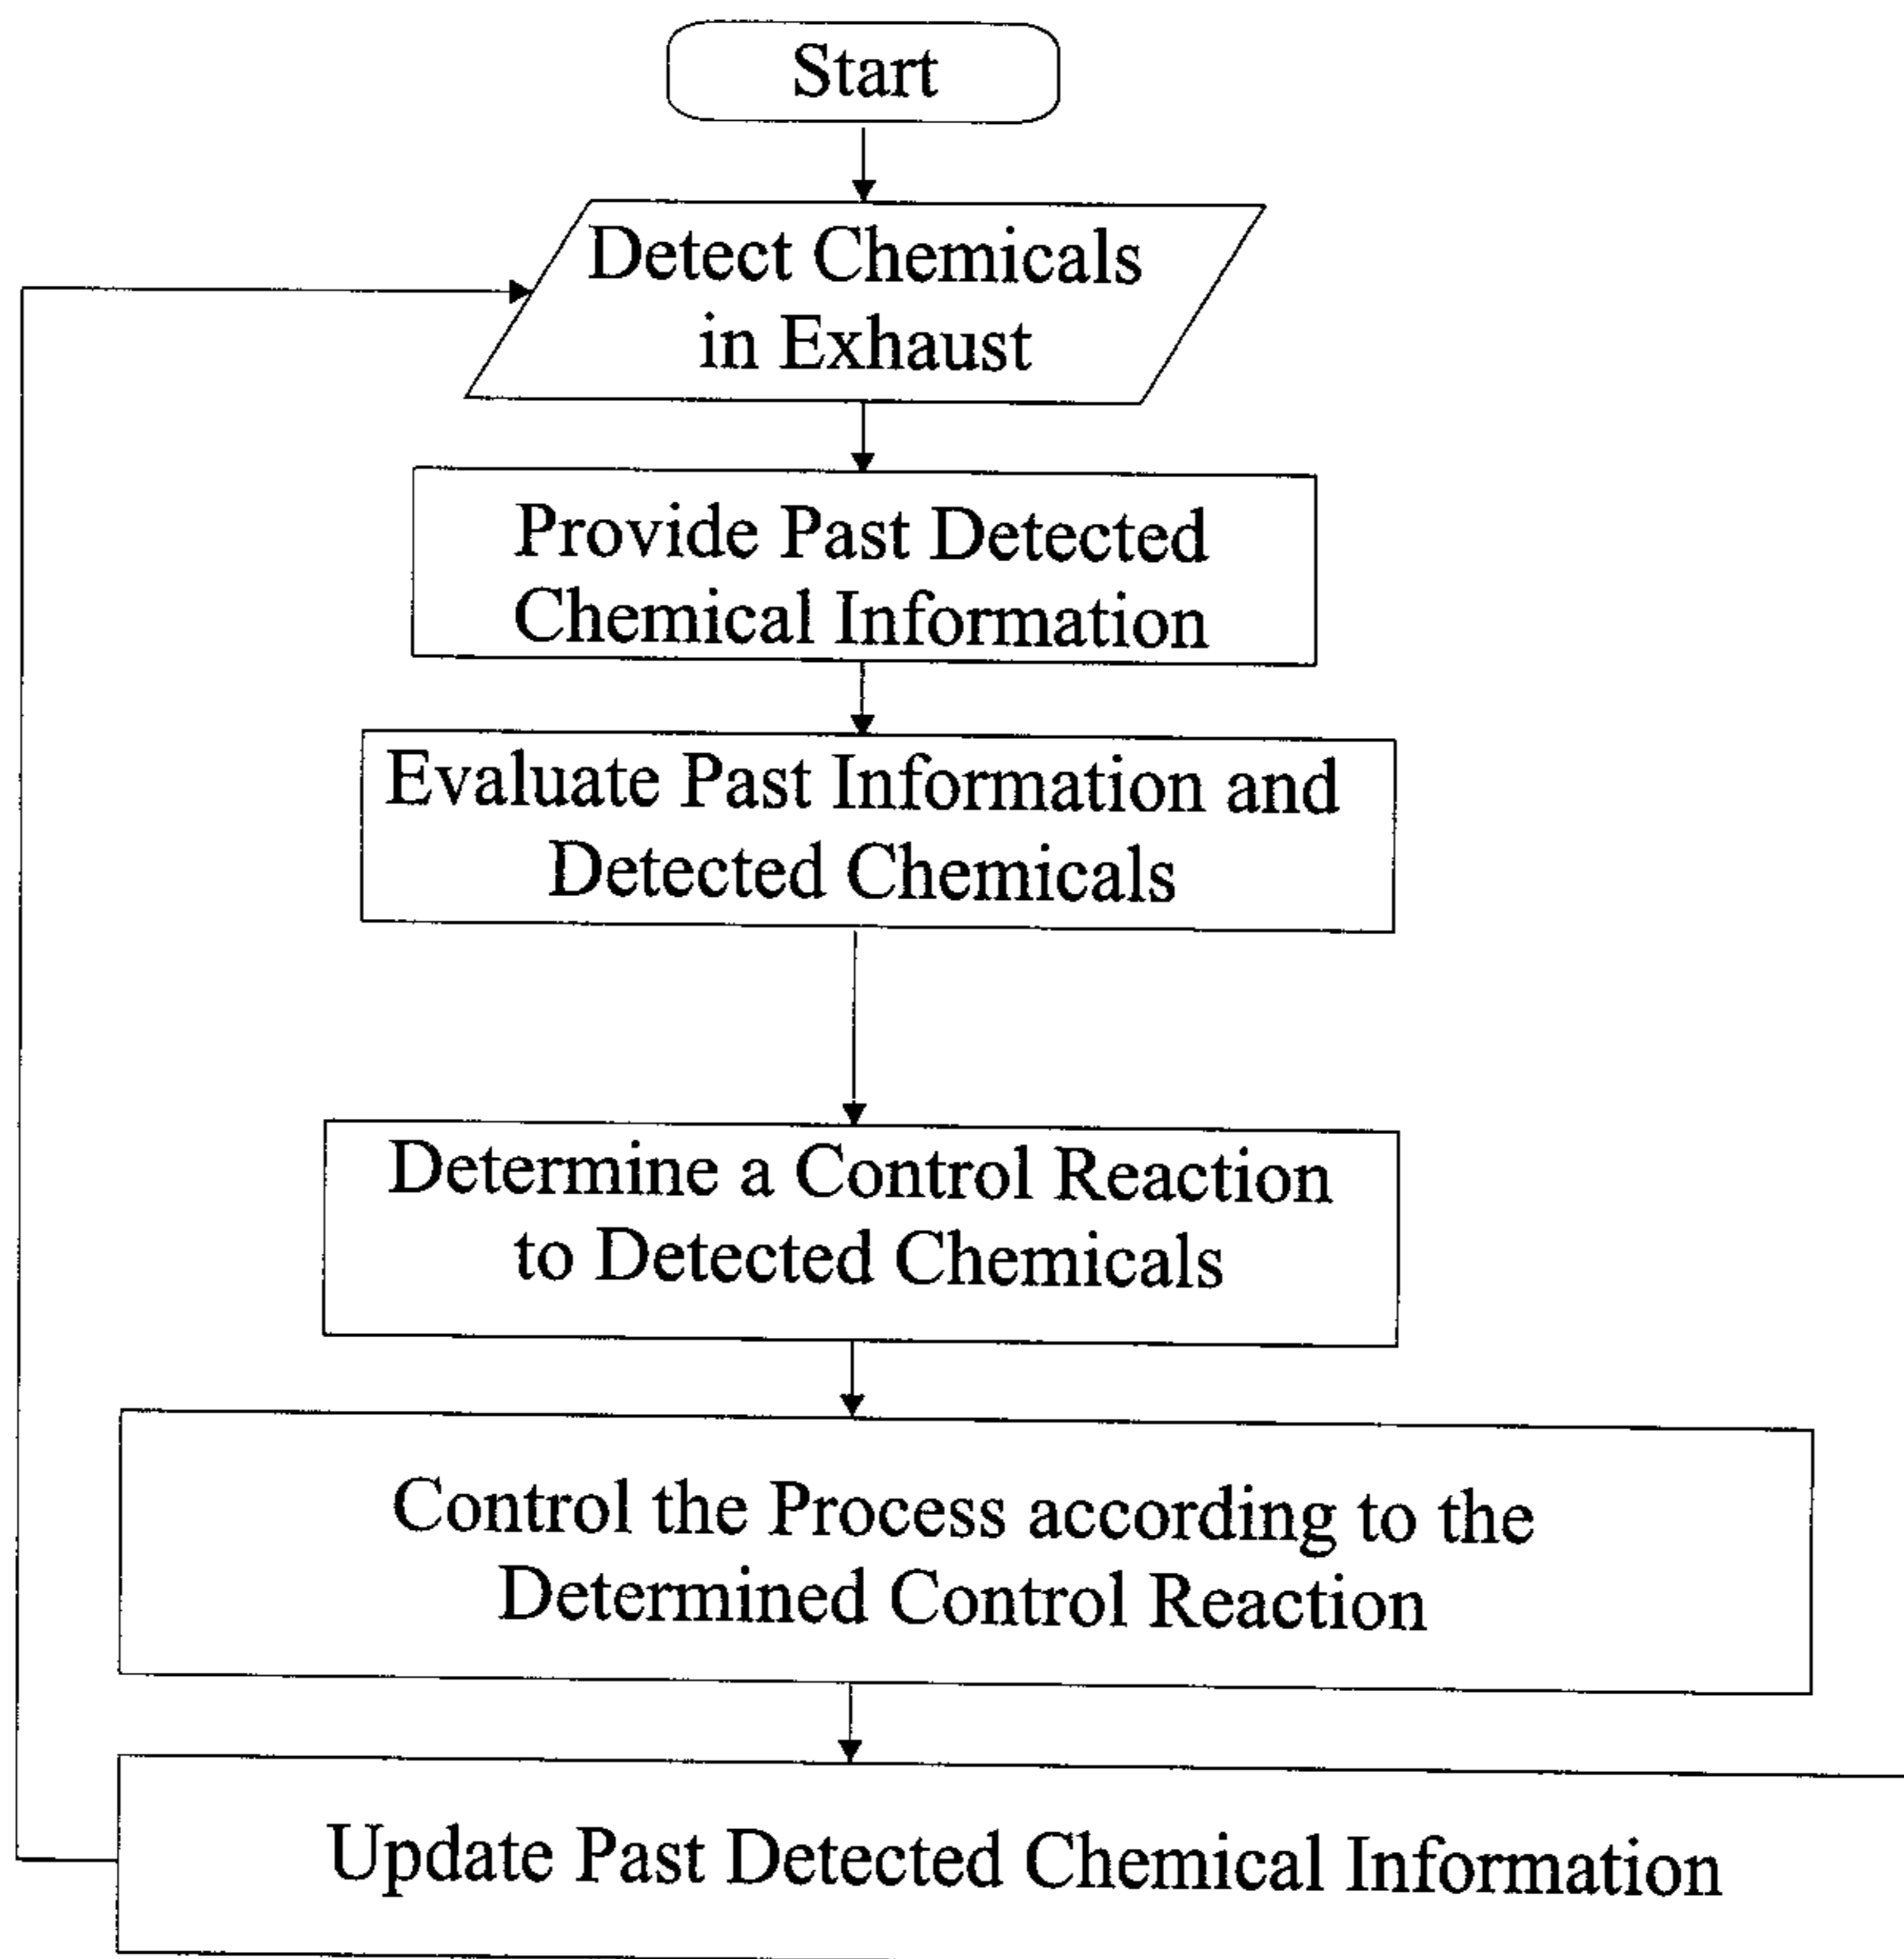 Start
Detect Chemicals
in Exhaust
Provide Past Detected
Chemical Information
Evaluate Past Information and
Detected Chemicals
Determine a Control Reaction
to Detected Chemicals
Control the Process according to the
Determined Control Reaction
Update Past Detected Chemical Information